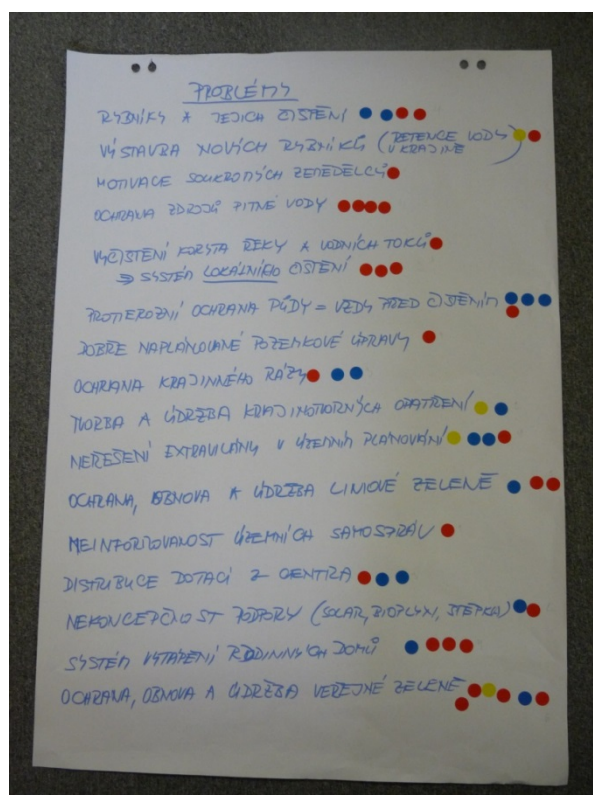 PROBLÉMY
RYBNÍKY A JEJICH ČIŠTĚNÍ
VÝSTAVBA NOVÝCH RYBNÍKŮ (RETENCE VODY
V KRAJINĚ
MOTIVACE SOUKROMÝCH ZEMĚDĚLCŮ
OCHRANA ZDROJŮ PITNÉ VODY
VYČIŠTĚNÍ KORYTA ŘEKY A VODNÍCH TOKŮ
⇒ SYSTÉM LOKÁLNÍHO ČIŠTĚNÍ
PROTIEROZNÍ OCHRANA PŮDY = VŽDY PŘED ČIŠTĚNÍM
DOBŘE NAPLÁNOVANÉ POZEMKOVÉ ÚPRAVY
OCHRANA KRAJINNÉHO RÁZU
TVORBA A ÚDRŽBA KRAJINOTVORNÝCH OPATŘENÍ
NEŘEŠENÍ EXTRAVILÁNU V ÚZEMNÍM PLÁNOVÁNÍ
OCHRANA, OBNOVA A ÚDRŽBA LINIOVÉ ZELENĚ
NEINFORMOVANOST ÚZEMNÍCH SAMOSPRÁV
DISTRIBUCE DOTACÍ Z CENTRA
NEKONCEPČNOST PODPORY (SOLAR, BIOPLYN, ŠTĚPKA)
SYSTÉM VYTÁPĚNÍ RODINNÝCH DOMŮ
OCHRANA, OBNOVA A ÚDRŽBA VEŘEJNÉ ZELENĚ